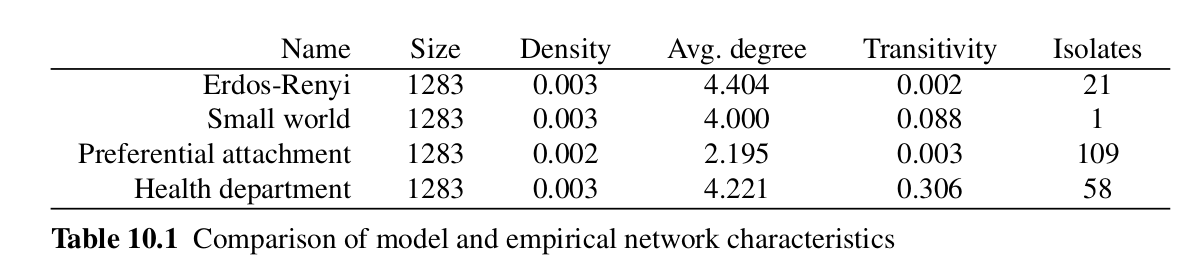 Name Size Density Avg. degree Transitivity Isolates
Erdos-Renyi 1283 0.003 4.404 0.002 21
Small world 1283 0.003 4.000 0.088 1
Preferential attachment 1283 0.002 2.195 0.003 109
Health department 1283 0.003 4.221 0.306 58
Table 10.1 Comparison of model and empirical network characteristics